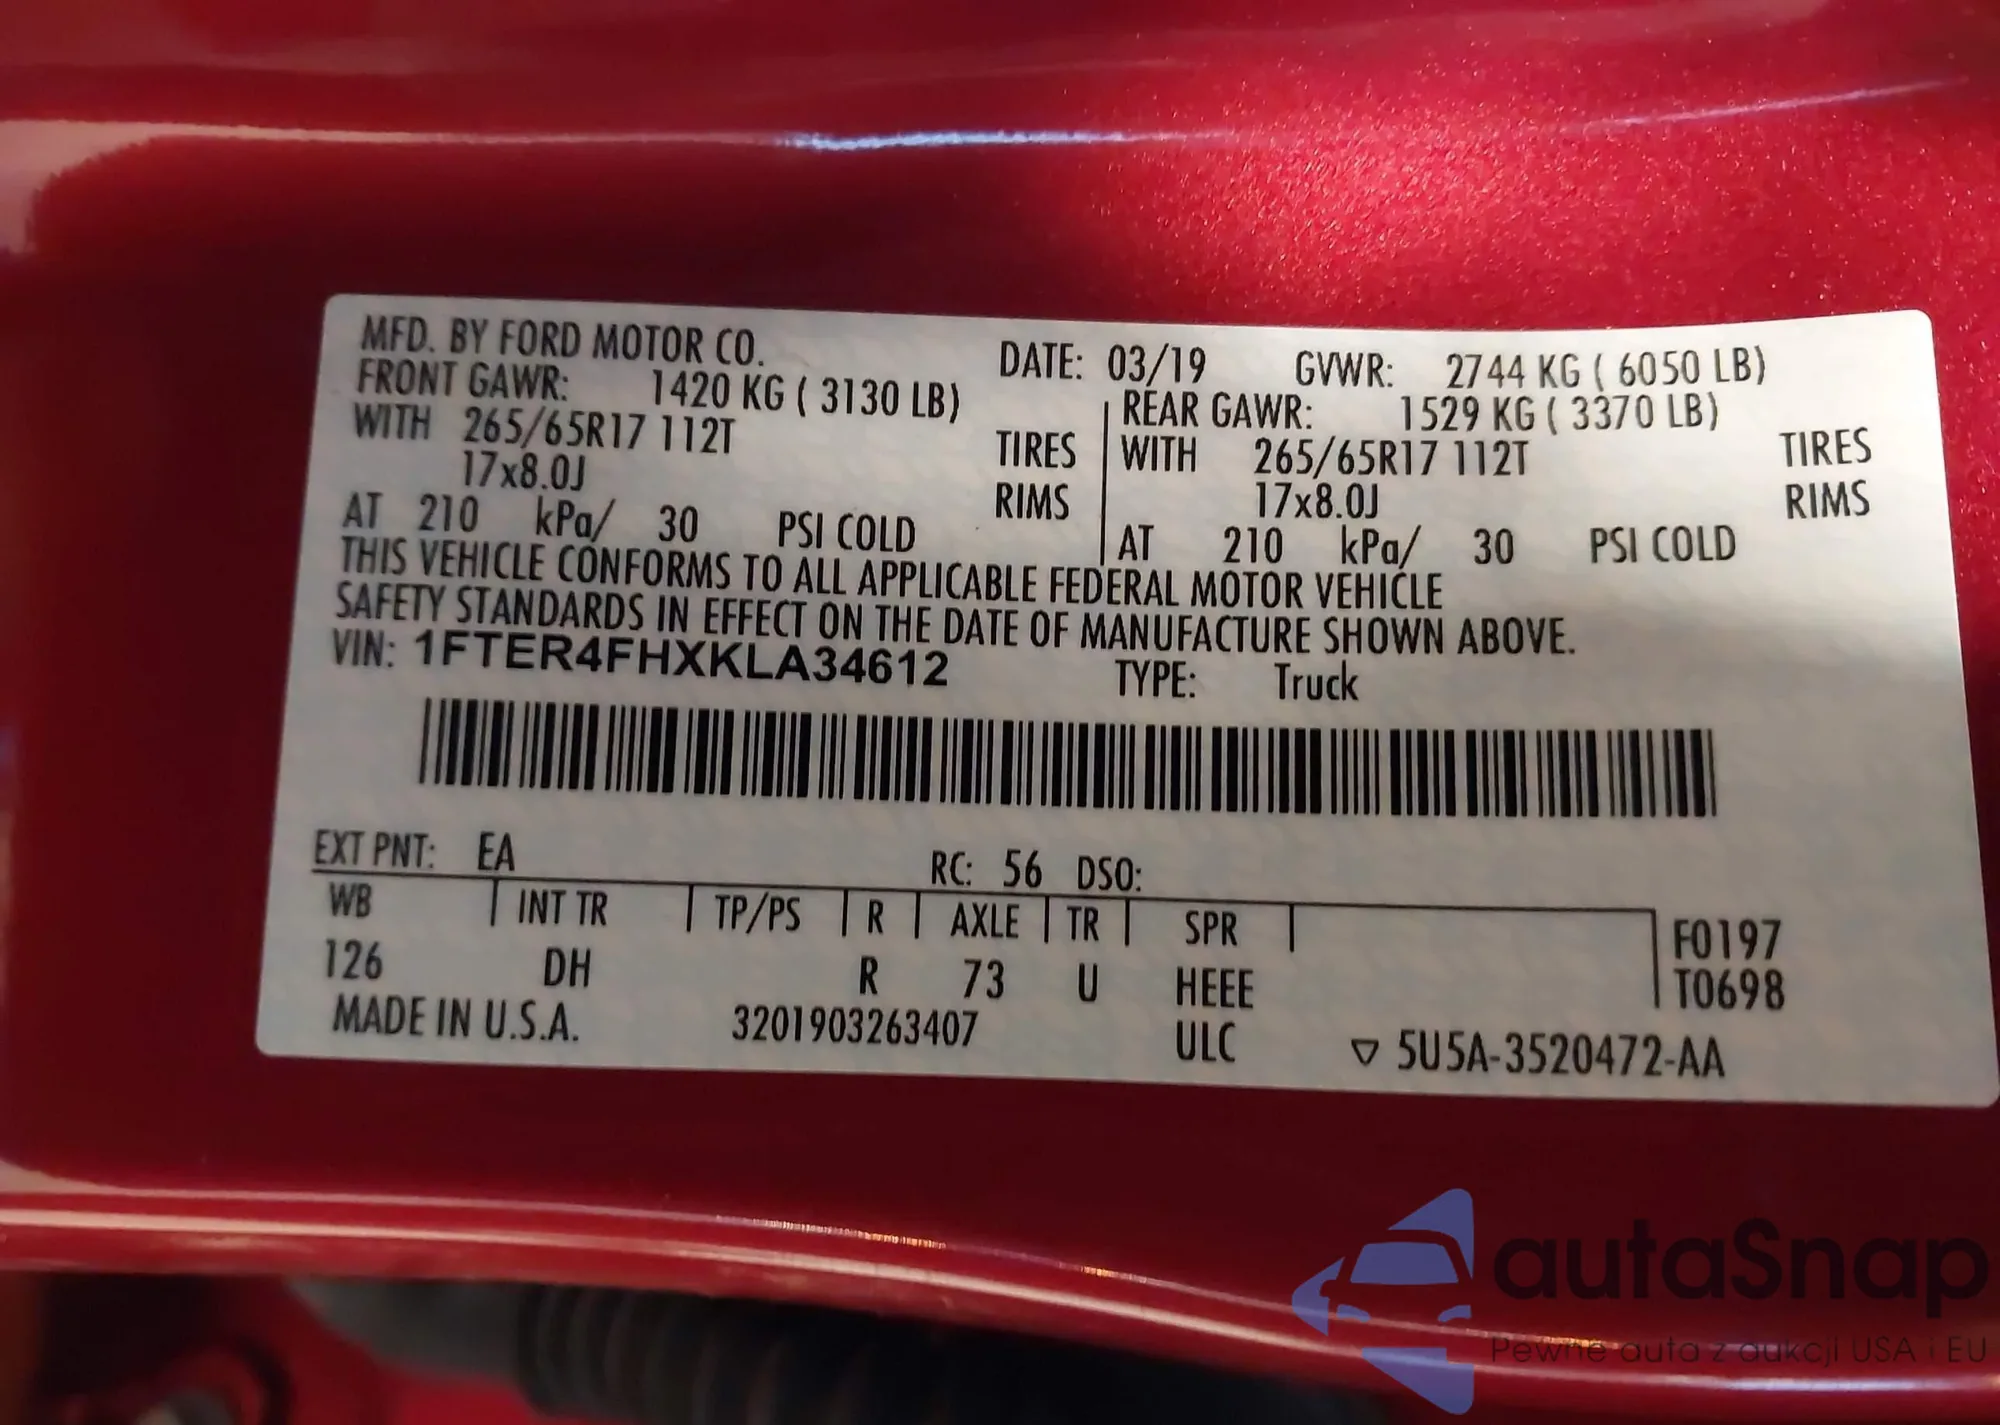 MFD. BY FORD MOTOR CO. DATE: 03/19 GVWR: 2744 KG ( 6050 LB)
FRONT GAWR: 1420 KG ( 3130 LB) REAR GAWR: 1529 KG ( 3370 LB)
WITH 265/65R17 112T TIRES WITH 265/65R17 112T TIRES
17x8.0J RIMS 17x8.0J RIMS
AT 210 kPa/ 30 PSI COLD AT 210 kPa/ 30 PSI COLD
THIS VEHICLE CONFORMS TO ALL APPLICABLE FEDERAL MOTOR VEHICLE
SAFETY STANDARDS IN EFFECT ON THE DATE OF MANUFACTURE SHOWN ABOVE.
VIN: 1FTER4FHXKLA34612 TYPE: Truck
EXT PNT: EA RC: 56 DSO:
WB INT TR TP/PS R AXLE TR SPR F0197
126 DH R 73 U HEEE T0698
MADE IN U.S.A. 3201903263407 ULC ▽ 5U5A-3520472-AA
autaSnap
Pewne auta z aukcji USA i EU